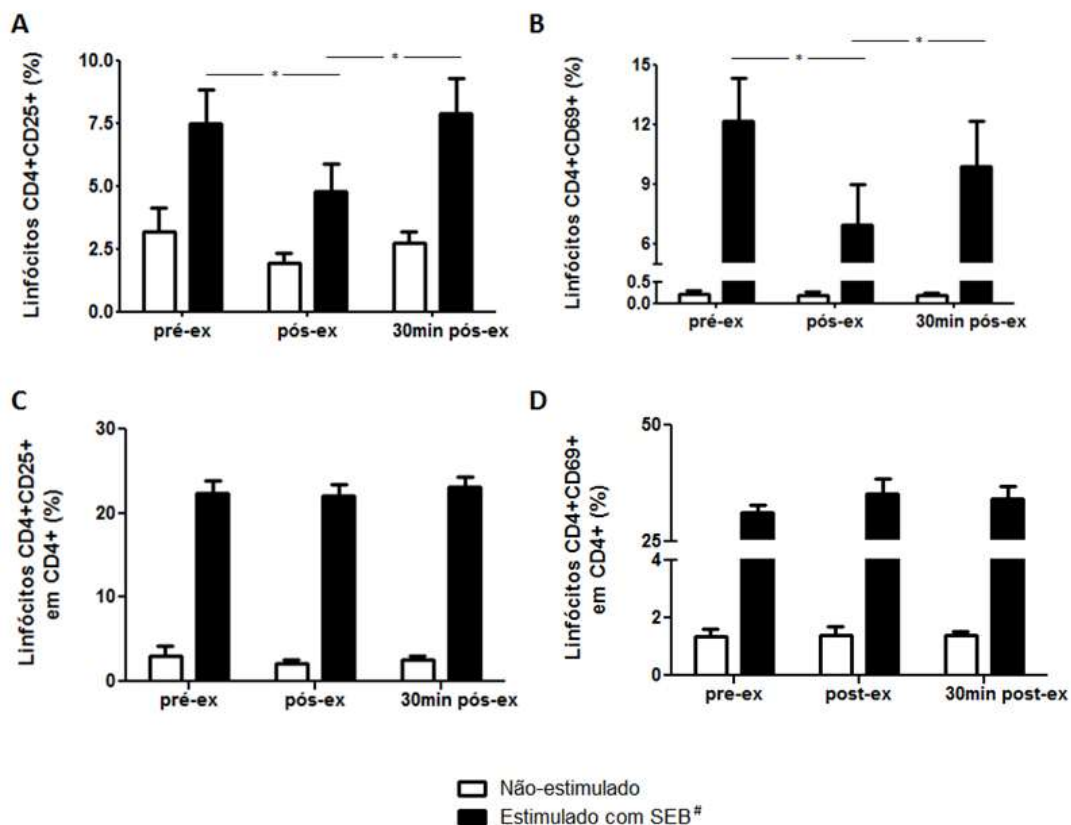 A
Linfócitos CD4+CD25+ (%)
10.0
7.5
5.0
2.5
0.0
*
*
pré-ex
pós-ex
30min pós-ex
B
Linfócitos CD4+CD69+ (%)
15
12
9
6
0.5
0.0
*
*
pré-ex
pós-ex
30min pós-ex
C
Linfócitos CD4+CD25+
em CD4+ (%)
30
20
10
0
pré-ex
pós-ex
30min pós-ex
D
Linfócitos CD4+CD69+
em CD4+ (%)
50
25
4
2
0
pre-ex
post-ex
30min post-ex
Não-estimulado
Estimulado com SEB#